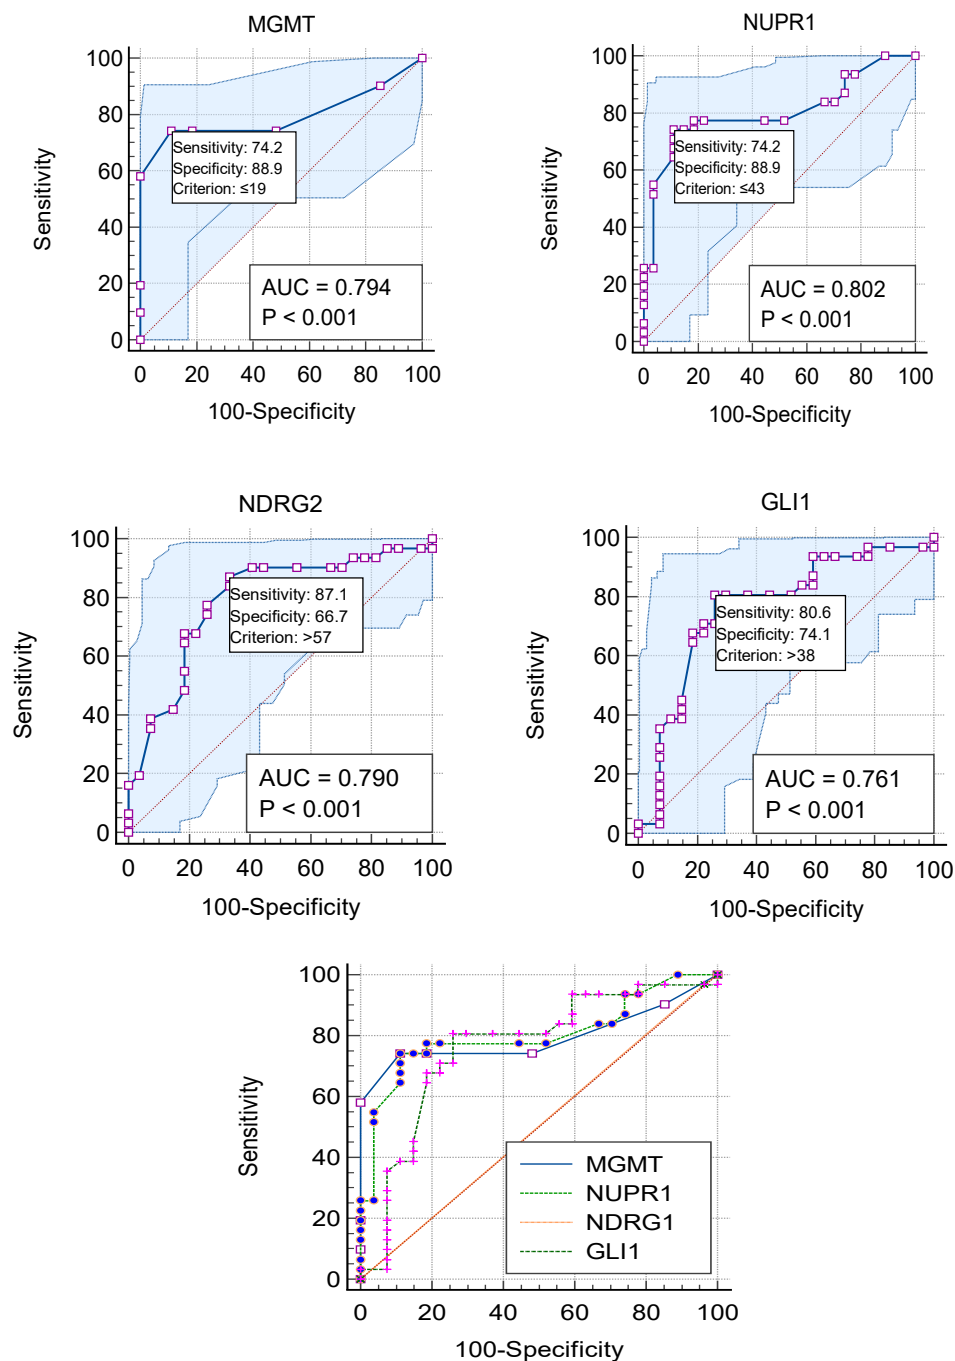 MGMT
100
80
60
40
20
0
Sensitivity
Sensitivity: 74.2
Specificity: 88.9
Criterion: ≤19
AUC = 0.794
P < 0.001
0 20 40 60 80 100
100-Specificity
NUPR1
100
80
60
40
20
0
Sensitivity
Sensitivity: 74.2
Specificity: 88.9
Criterion: ≤43
AUC = 0.802
P < 0.001
0 20 40 60 80 100
100-Specificity
NDRG2
100
80
60
40
20
0
Sensitivity
Sensitivity: 87.1
Specificity: 66.7
Criterion: >57
AUC = 0.790
P < 0.001
0 20 40 60 80 100
100-Specificity
GLI1
100
80
60
40
20
0
Sensitivity
Sensitivity: 80.6
Specificity: 74.1
Criterion: >38
AUC = 0.761
P < 0.001
0 20 40 60 80 100
100-Specificity
100
80
60
40
20
0
Sensitivity
MGMT
NUPR1
NDRG1
GLI1
0 20 40 60 80 100
100-Specificity